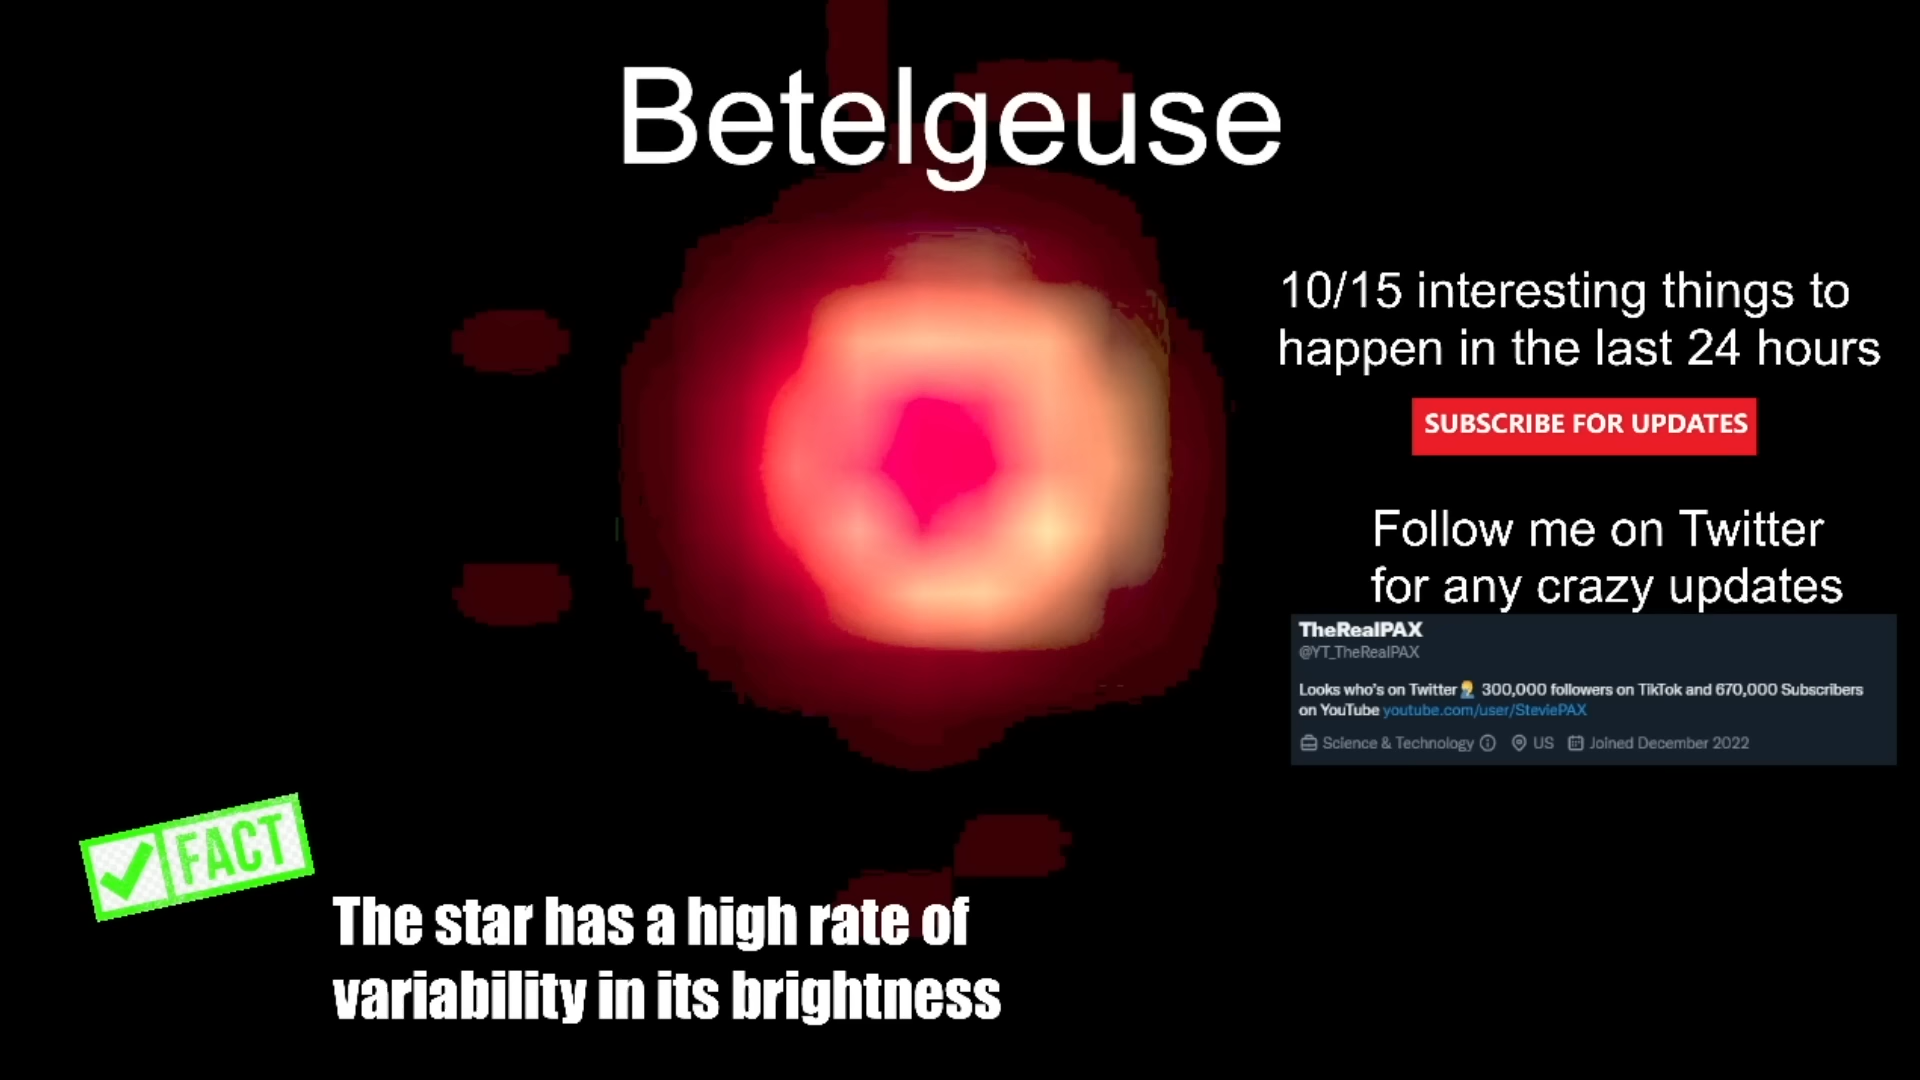 Betelgeuse
10/15 interesting things to
happen in the last 24 hours
SUBSCRIBE FOR UPDATES
Follow me on Twitter
for any crazy updates
TheRealPAX
@YT_TheRealPAX
Looks who's on Twitter 300,000 followers on TikTok and 670,000 Subscribers
on YouTube youtube.com/user/SteviePAX
Science & Technology US Joined December 2022
FACT
The star has a high rate of
variability in its brightness